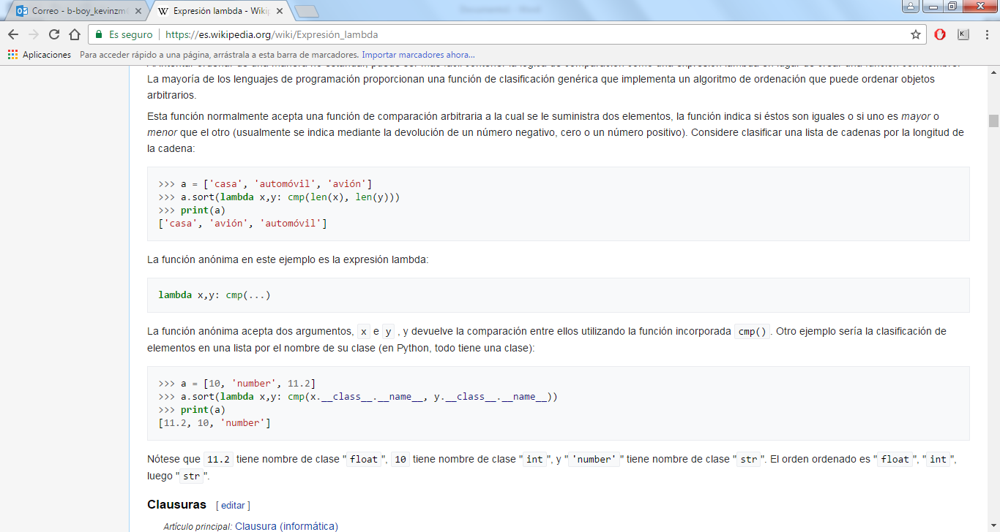 Correo - b-boy_kevinzm
Expresión lambda - Wikip
Es seguro https://es.wikipedia.org/wiki/Expresión_lambda
Aplicaciones Para acceder rápido a una página, arrástrala a esta barra de marcadores. Importar marcadores ahora...
La mayoría de los lenguajes de programación proporcionan una función de clasificación genérica que implementa un algoritmo de ordenación que puede ordenar objetos
arbitrarios.
Esta función normalmente acepta una función de comparación arbitraria a la cual se le suministra dos elementos, la función indica si éstos son iguales o si uno es mayor o
menor que el otro (usualmente se indica mediante la devolución de un número negativo, cero o un número positivo). Considere clasificar una lista de cadenas por la longitud de
la cadena:
>>> a = ['casa', 'automóvil', 'avión']
>>> a.sort(lambda x,y: cmp(len(x), len(y)))
>>> print(a)
['casa', 'avión', 'automóvil']
La función anónima en este ejemplo es la expresión lambda:
lambda x,y: cmp(...)
La función anónima acepta dos argumentos, x e y , y devuelve la comparación entre ellos utilizando la función incorporada cmp() . Otro ejemplo sería la clasificación de
elementos en una lista por el nombre de su clase (en Python, todo tiene una clase):
>>> a = [10, 'number', 11.2]
>>> a.sort(lambda x,y: cmp(x.__class__.__name__, y.__class__.__name__))
>>> print(a)
[11.2, 10, 'number']
Nótese que 11.2 tiene nombre de clase " float ", 10 tiene nombre de clase " int ", y " 'number' " tiene nombre de clase " str ". El orden ordenado es " float ", " int ",
luego " str ".
Clausuras [ editar ]
Artículo principal: Clausura (informática)